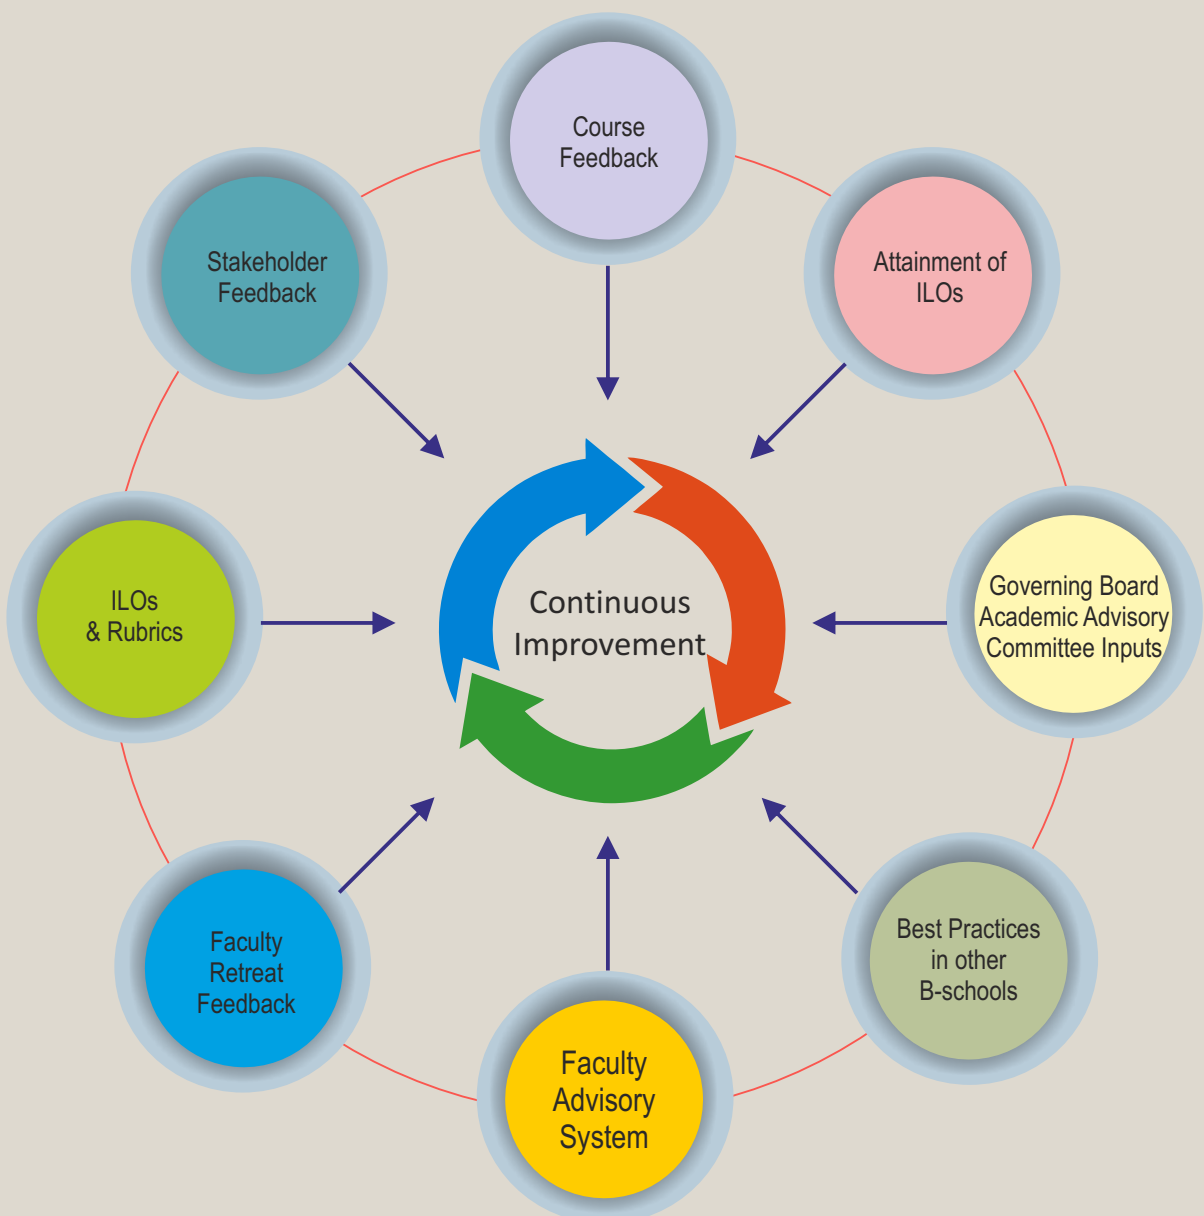 Course
Feedback
Attainment of
ILOs
Governing Board
Academic Advisory
Committee Inputs
Best Practices
in other
B-schools
Faculty
Advisory
System
Faculty
Retreat
Feedback
ILOs
& Rubrics
Stakeholder
Feedback
Continuous
Improvement